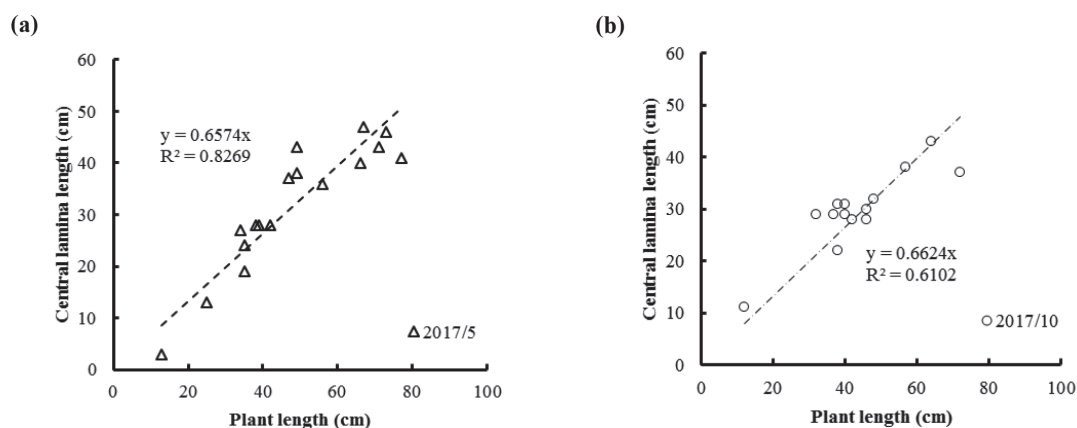 (a)
60
50
40
30
20
10
0
Central lamina length (cm)
y = 0.6574x
R² = 0.8269
2017/5
0 20 40 60 80 100
Plant length (cm)
(b)
60
50
40
30
20
10
0
Central lamina length (cm)
y = 0.6624x
R² = 0.6102
2017/10
0 20 40 60 80 100
Plant length (cm)